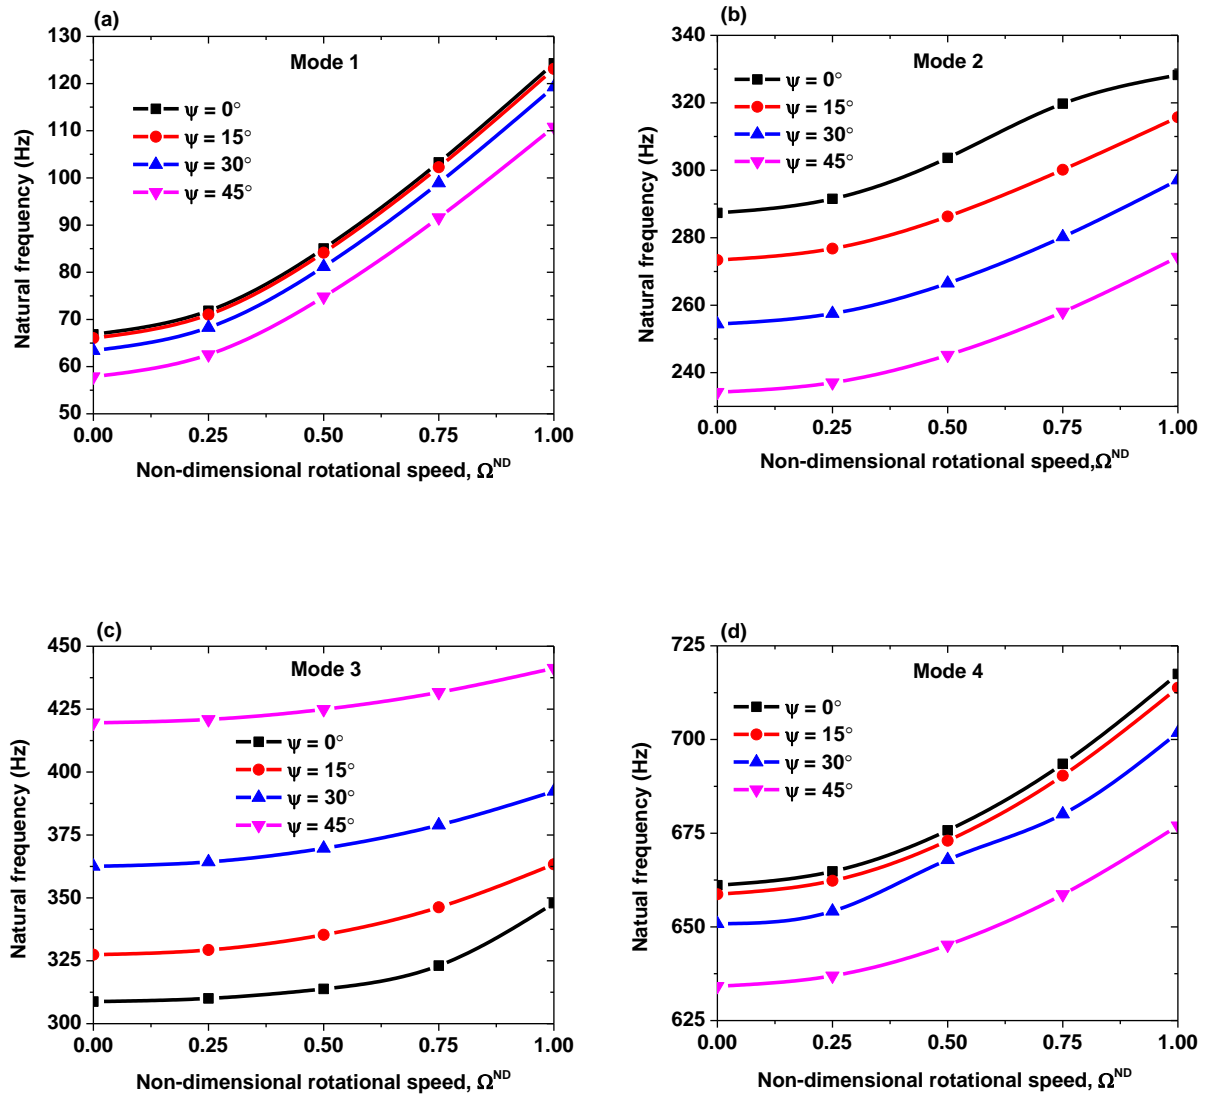 (a)
130
120
110
100
90
80
70
60
50
Natural frequency (Hz)
Mode 1
ψ = 0°
ψ = 15°
ψ = 30°
ψ = 45°
0.00 0.25 0.50 0.75 1.00
Non-dimensional rotational speed, Ω^ND
(b)
340
320
300
280
260
240
Natural frequency (Hz)
Mode 2
ψ = 0°
ψ = 15°
ψ = 30°
ψ = 45°
0.00 0.25 0.50 0.75 1.00
Non-dimensional rotational speed,Ω^ND
(c)
450
425
400
375
350
325
300
Natural frequency (Hz)
Mode 3
ψ = 0°
ψ = 15°
ψ = 30°
ψ = 45°
0.00 0.25 0.50 0.75 1.00
Non-dimensional rotational speed, Ω^ND
(d)
725
700
675
650
625
Natual frequency (Hz)
Mode 4
ψ = 0°
ψ = 15°
ψ = 30°
ψ = 45°
0.00 0.25 0.50 0.75 1.00
Non-dimensional rotational speed, Ω^ND